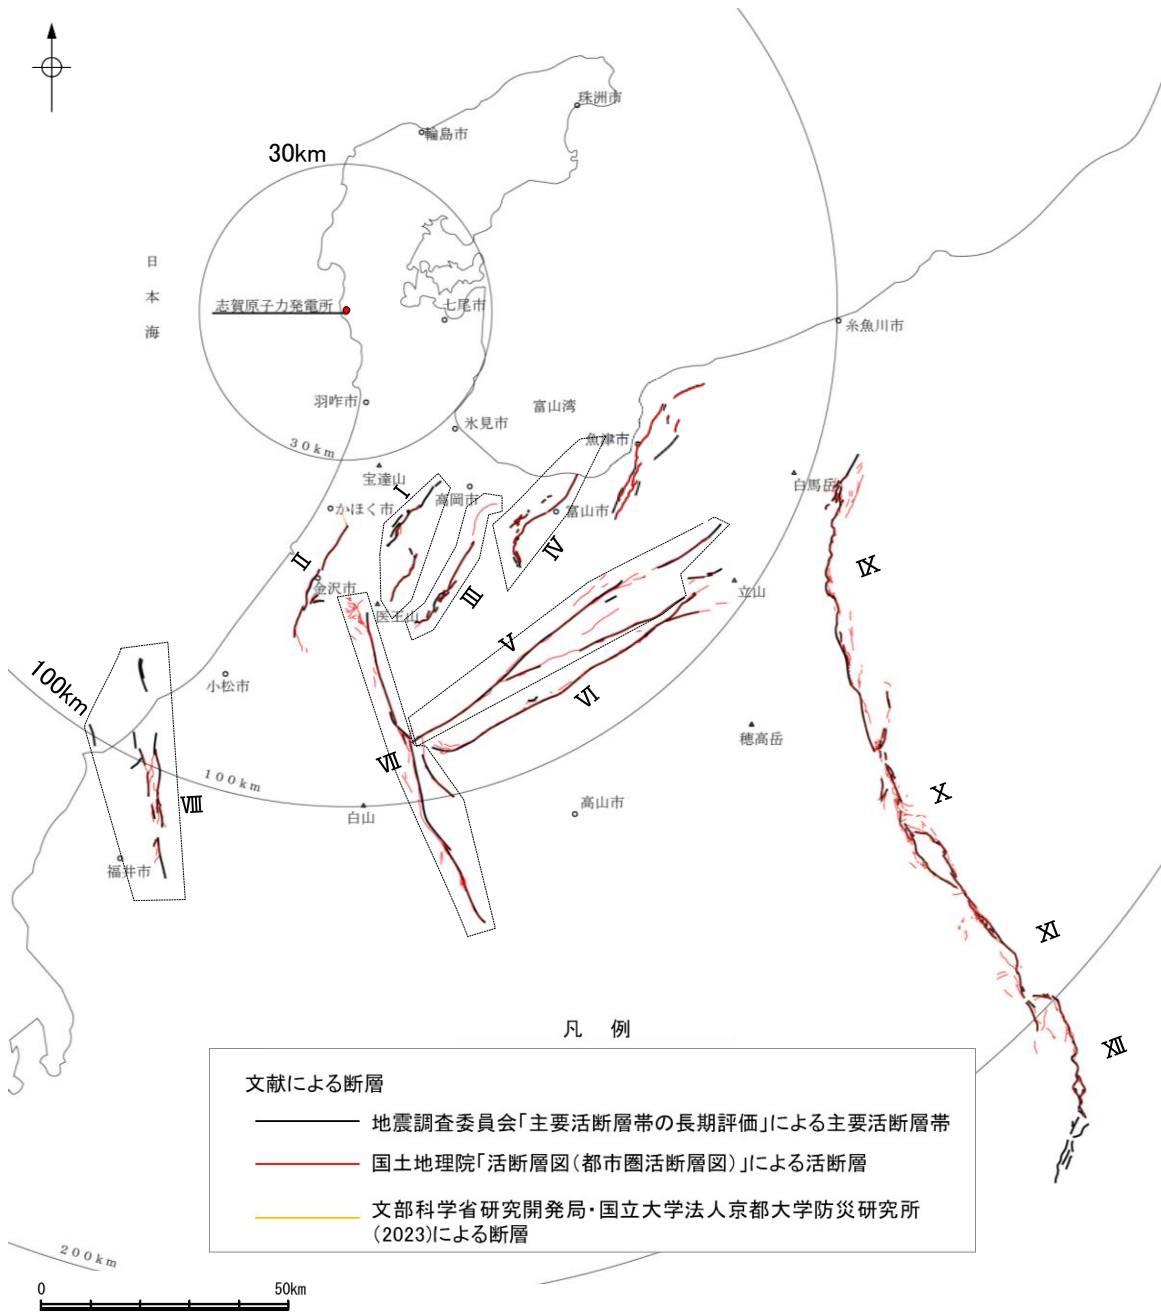 珠洲市
輪島市
30km
日本海
志賀原子力発電所
七尾市
糸魚川市
羽咋市
富山湾
氷見市
魚津市
30km
宝達山
白馬岳
Ⅰ
高岡市
かほく市
富山市
Ⅳ
Ⅱ
Ⅸ
金沢市
立山
Ⅲ
医王山
Ⅴ
100km
小松市
Ⅵ
穂高岳
Ⅶ
100km
Ⅹ
Ⅷ
高山市
白山
福井市
Ⅺ
凡 例
Ⅻ
文献による断層
地震調査委員会「主要活断層帯の長期評価」による主要活断層帯
国土地理院「活断層図(都市圏活断層図)」による活断層
文部科学省研究開発局・国立大学法人京都大学防災研究所
(2023)による断層
200km
0 50km